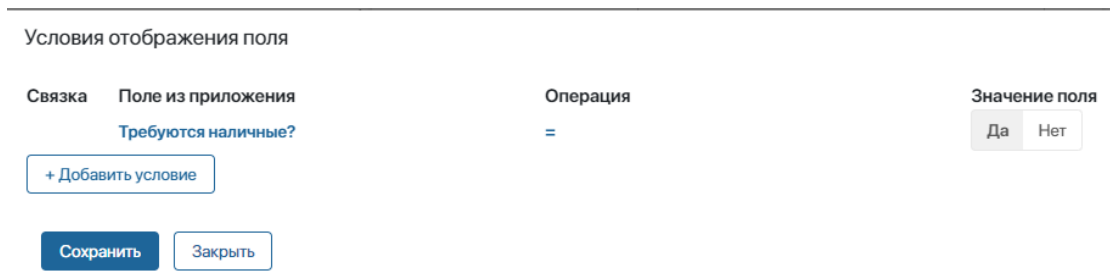 Условия отображения поля
Связка Поле из приложения Операция Значение поля
Требуются наличные? = Да Нет
+ Добавить условие
Сохранить Закрыть